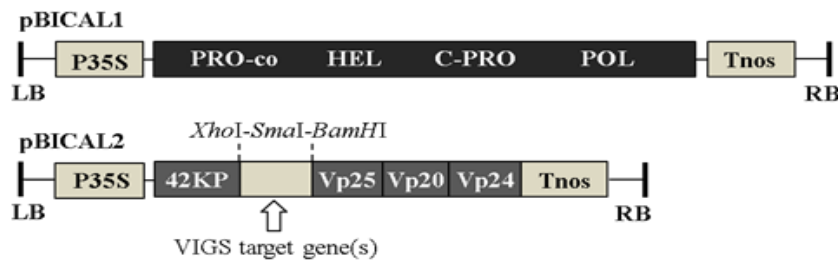 pBICAL1
P35S PRO-co HEL C-PRO POL Tnos
LB RB
XhoI-SmaI-BamHI
pBICAL2
P35S 42KP Vp25 Vp20 Vp24 Tnos
LB RB
VIGS target gene(s)